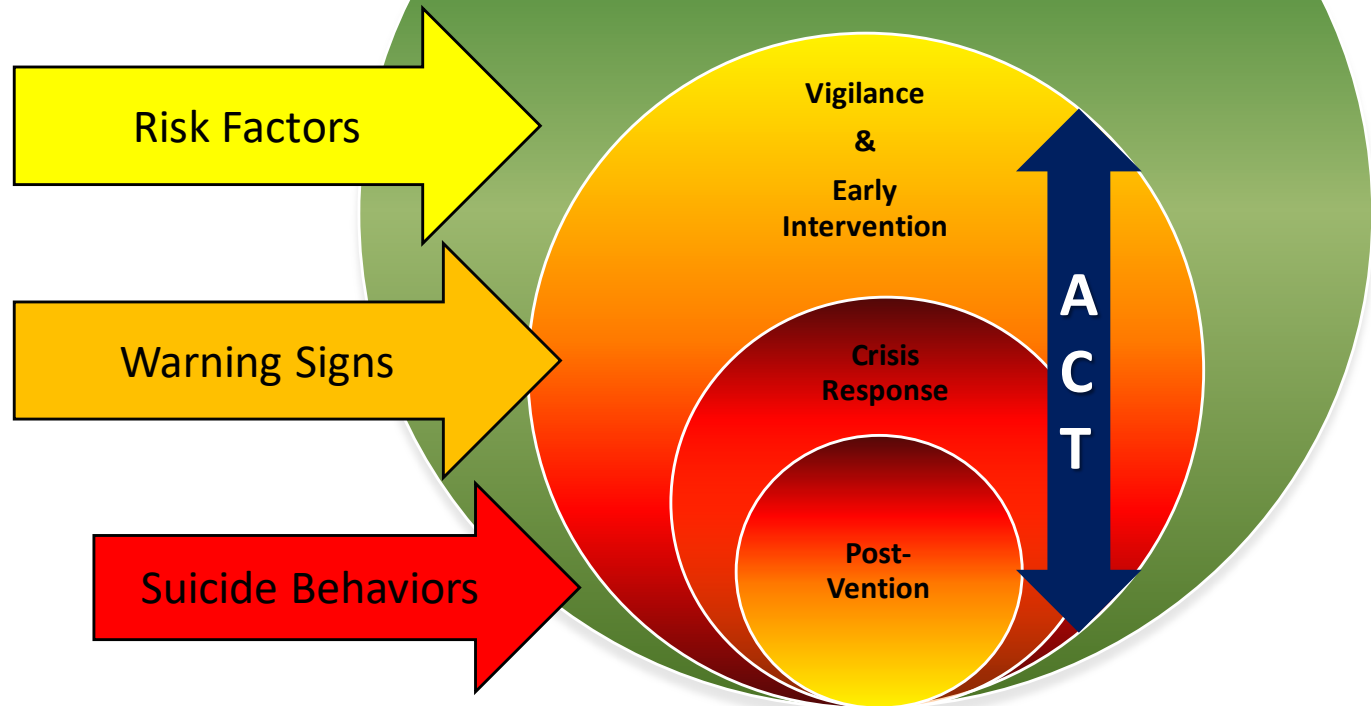 Risk Factors
Warning Signs
Suicide Behaviors
Vigilance
&
Early
Intervention
Crisis
Response
Post-
Vention
A
C
T